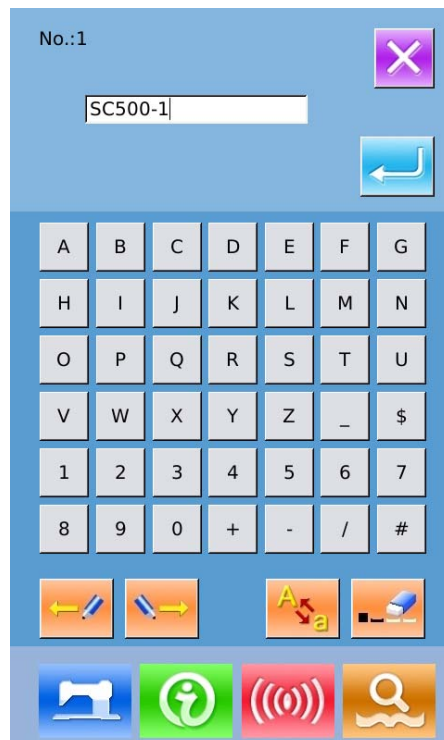 No.:1
SC500-1
A B C D E F G
H I J K L M N
O P Q R S T U
V W X Y Z _ $
1 2 3 4 5 6 7
8 9 0 + - / #
A a